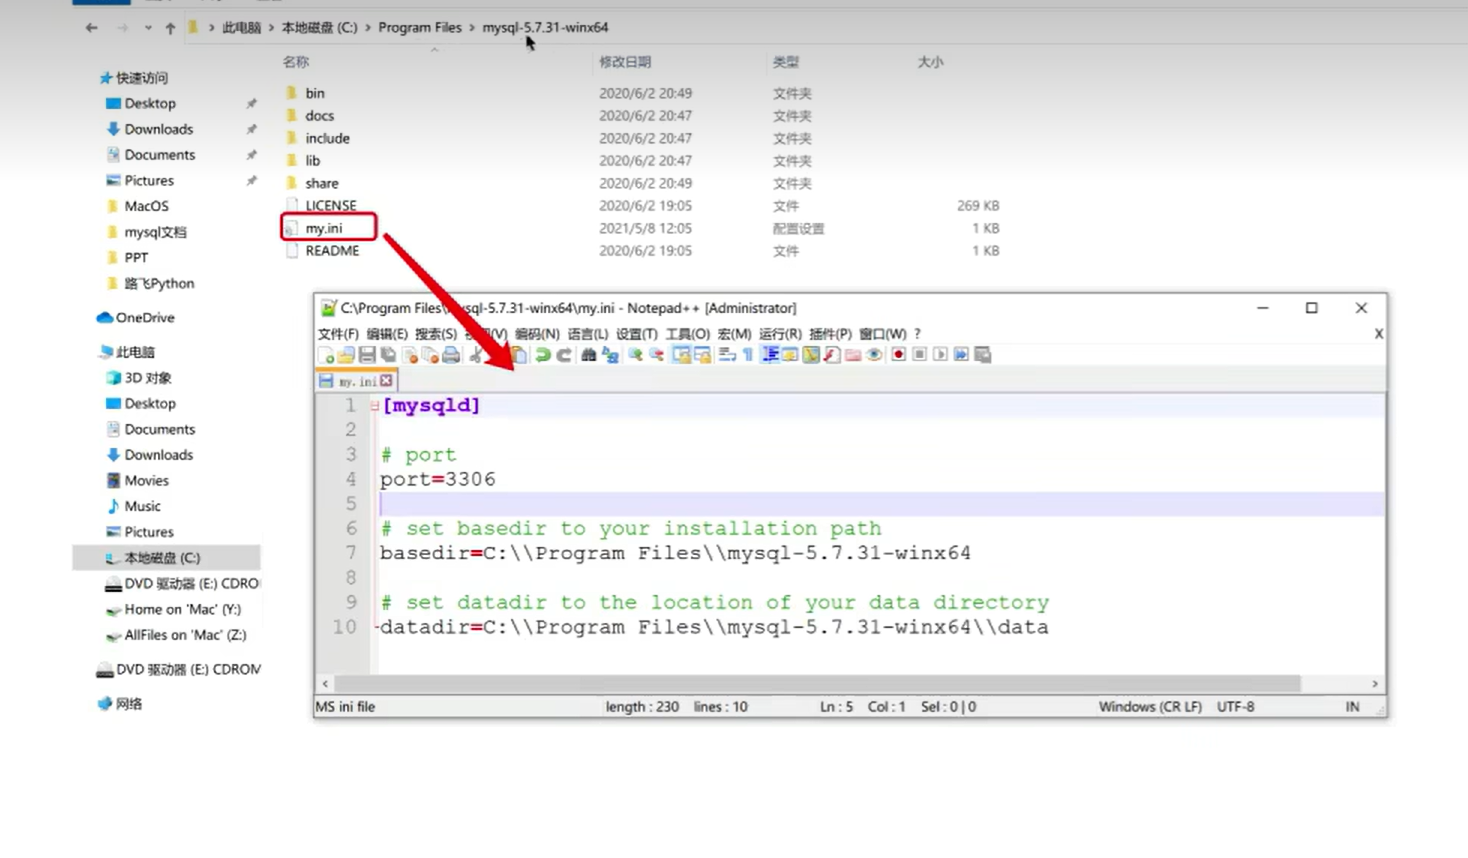 此电脑 > 本地磁盘 (C:) > Program Files > mysql-5.7.31-winx64
名称 修改日期 类型 大小
快速访问
Desktop
Downloads
Documents
Pictures
MacOS
mysql文档
PPT
路飞Python
OneDrive
此电脑
3D 对象
Desktop
Documents
Downloads
Movies
Music
Pictures
本地磁盘 (C:)
DVD 驱动器 (E:) CDRO
Home on 'Mac' (Y:)
AllFiles on 'Mac' (Z:)
DVD 驱动器 (E:) CDROM
网络
bin 2020/6/2 20:49 文件夹
docs 2020/6/2 20:47 文件夹
include 2020/6/2 20:47 文件夹
lib 2020/6/2 20:47 文件夹
share 2020/6/2 20:49 文件夹
LICENSE 2020/6/2 19:05 文件 269 KB
my.ini 2021/5/8 12:05 配置设置 1 KB
README 2020/6/2 19:05 文件 1 KB
C:\Program Files\mysql-5.7.31-winx64\my.ini - Notepad++ [Administrator]
文件(F) 编辑(E) 搜索(S) 视图(V) 编码(N) 语言(L) 设置(T) 工具(O) 宏(M) 运行(R) 插件(P) 窗口(W) ? X
my.ini
1 [mysqld]
2
3 # port
4 port=3306
5
6 # set basedir to your installation path
7 basedir=C:\\Program Files\\mysql-5.7.31-winx64
8
9 # set datadir to the location of your data directory
10 datadir=C:\\Program Files\\mysql-5.7.31-winx64\\data
MS ini file length : 230 lines : 10 Ln : 5 Col : 1 Sel : 0 | 0 Windows (CR LF) UTF-8 IN